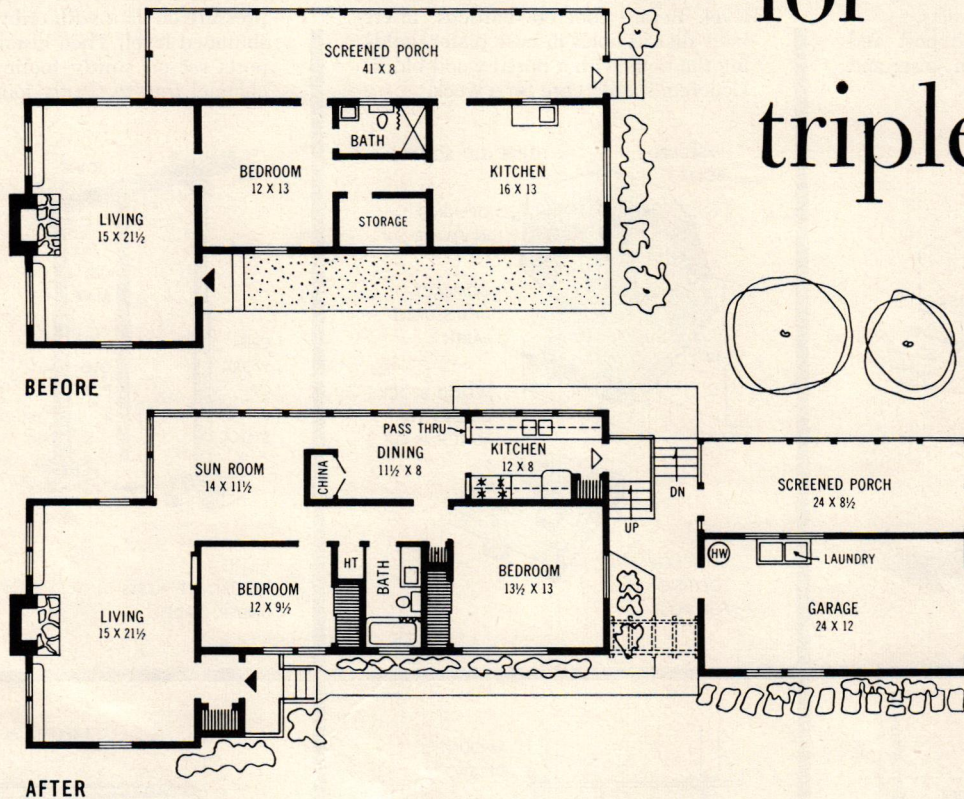 for
triple
SCREENED PORCH
41 X 8
BATH
BEDROOM
12 X 13
KITCHEN
16 X 13
LIVING
15 X 21½
STORAGE
BEFORE
PASS THRU
DINING
11½ X 8
KITCHEN
12 X 8
SUN ROOM
14 X 11½
CHINA
SCREENED PORCH
24 X 8½
DN
UP
HW
LAUNDRY
HT
BATH
BEDROOM
12 X 9½
BEDROOM
13½ X 13
LIVING
15 X 21½
GARAGE
24 X 12
AFTER